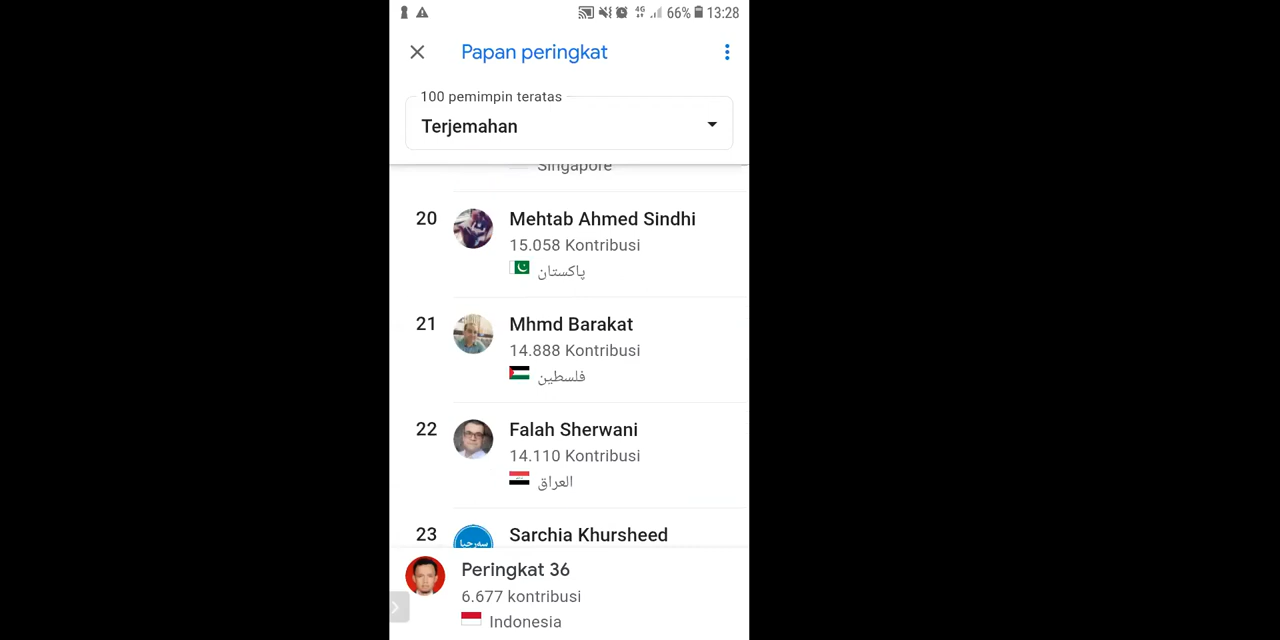 4G 66% 13:28
Papan peringkat
100 pemimpin teratas
Terjemahan
Singapore
20 Mehtab Ahmed Sindhi
15.058 Kontribusi
پاکستان
21 Mhmd Barakat
14.888 Kontribusi
فلسطين
22 Falah Sherwani
14.110 Kontribusi
العراق
23 Sarchia Khursheed
سەرچیا
Peringkat 36
6.677 kontribusi
Indonesia